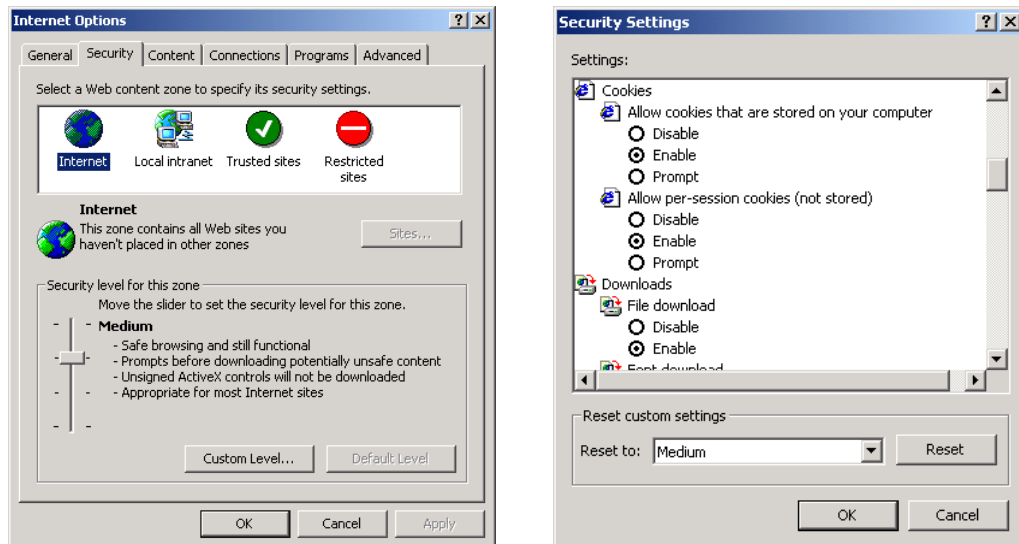 Internet Options
General Security Content Connections Programs Advanced
Select a Web content zone to specify its security settings.
Internet Local intranet Trusted sites Restricted
sites
Internet
This zone contains all Web sites you
haven't placed in other zones
Sites...
Security level for this zone
Move the slider to set the security level for this zone.
Medium
- Safe browsing and still functional
- Prompts before downloading potentially unsafe content
- Unsigned ActiveX controls will not be downloaded
- Appropriate for most Internet sites
Custom Level... Default Level
OK Cancel Apply
Security Settings
Settings:
Cookies
Allow cookies that are stored on your computer
Disable
Enable
Prompt
Allow per-session cookies (not stored)
Disable
Enable
Prompt
Downloads
File download
Disable
Enable
Font download
Reset custom settings
Reset to: Medium Reset
OK Cancel